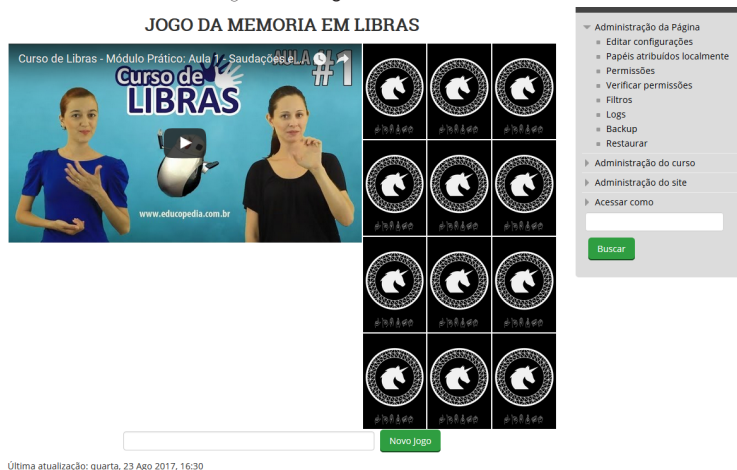 JOGO DA MEMORIA EM LIBRAS
Curso de Libras - Módulo Prático: Aula 1 - Saudações e
AULA #1
Curso de
LIBRAS
www.educopedia.com.br
Novo Jogo
Última atualização: quarta, 23 Ago 2017, 16:30
Administração da Página
Editar configurações
Papéis atribuídos localmente
Permissões
Verificar permissões
Filtros
Logs
Backup
Restaurar
Administração do curso
Administração do site
Acessar como
Buscar